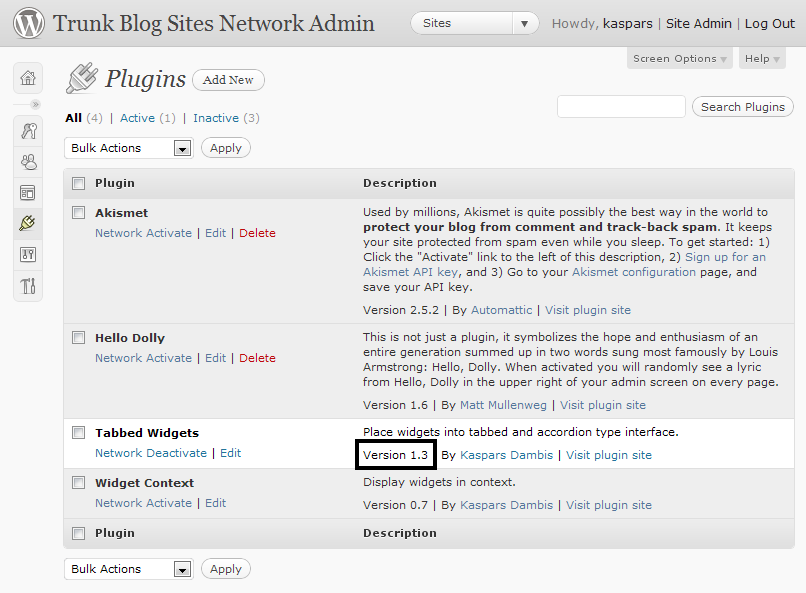 Trunk Blog Sites Network Admin
Sites
Howdy, kaspars | Site Admin | Log Out
Screen Options
Help
Plugins
Add New
Search Plugins
All (4) | Active (1) | Inactive (3)
Bulk Actions
Apply
Plugin
Description
Akismet
Network Activate | Edit | Delete
Used by millions, Akismet is quite possibly the best way in the world to
protect your blog from comment and track-back spam. It keeps
your site protected from spam even while you sleep. To get started: 1)
Click the "Activate" link to the left of this description, 2) Sign up for an
Akismet API key, and 3) Go to your Akismet configuration page, and
save your API key.
Version 2.5.2 | By Automattic | Visit plugin site
Hello Dolly
Network Activate | Edit | Delete
This is not just a plugin, it symbolizes the hope and enthusiasm of an
entire generation summed up in two words sung most famously by Louis
Armstrong: Hello, Dolly. When activated you will randomly see a lyric
from Hello, Dolly in the upper right of your admin screen on every page.
Version 1.6 | By Matt Mullenweg | Visit plugin site
Tabbed Widgets
Network Deactivate | Edit
Place widgets into tabbed and accordion type interface.
Version 1.3 By Kaspars Dambis | Visit plugin site
Widget Context
Network Activate | Edit
Display widgets in context.
Version 0.7 | By Kaspars Dambis | Visit plugin site
Plugin
Description
Bulk Actions
Apply